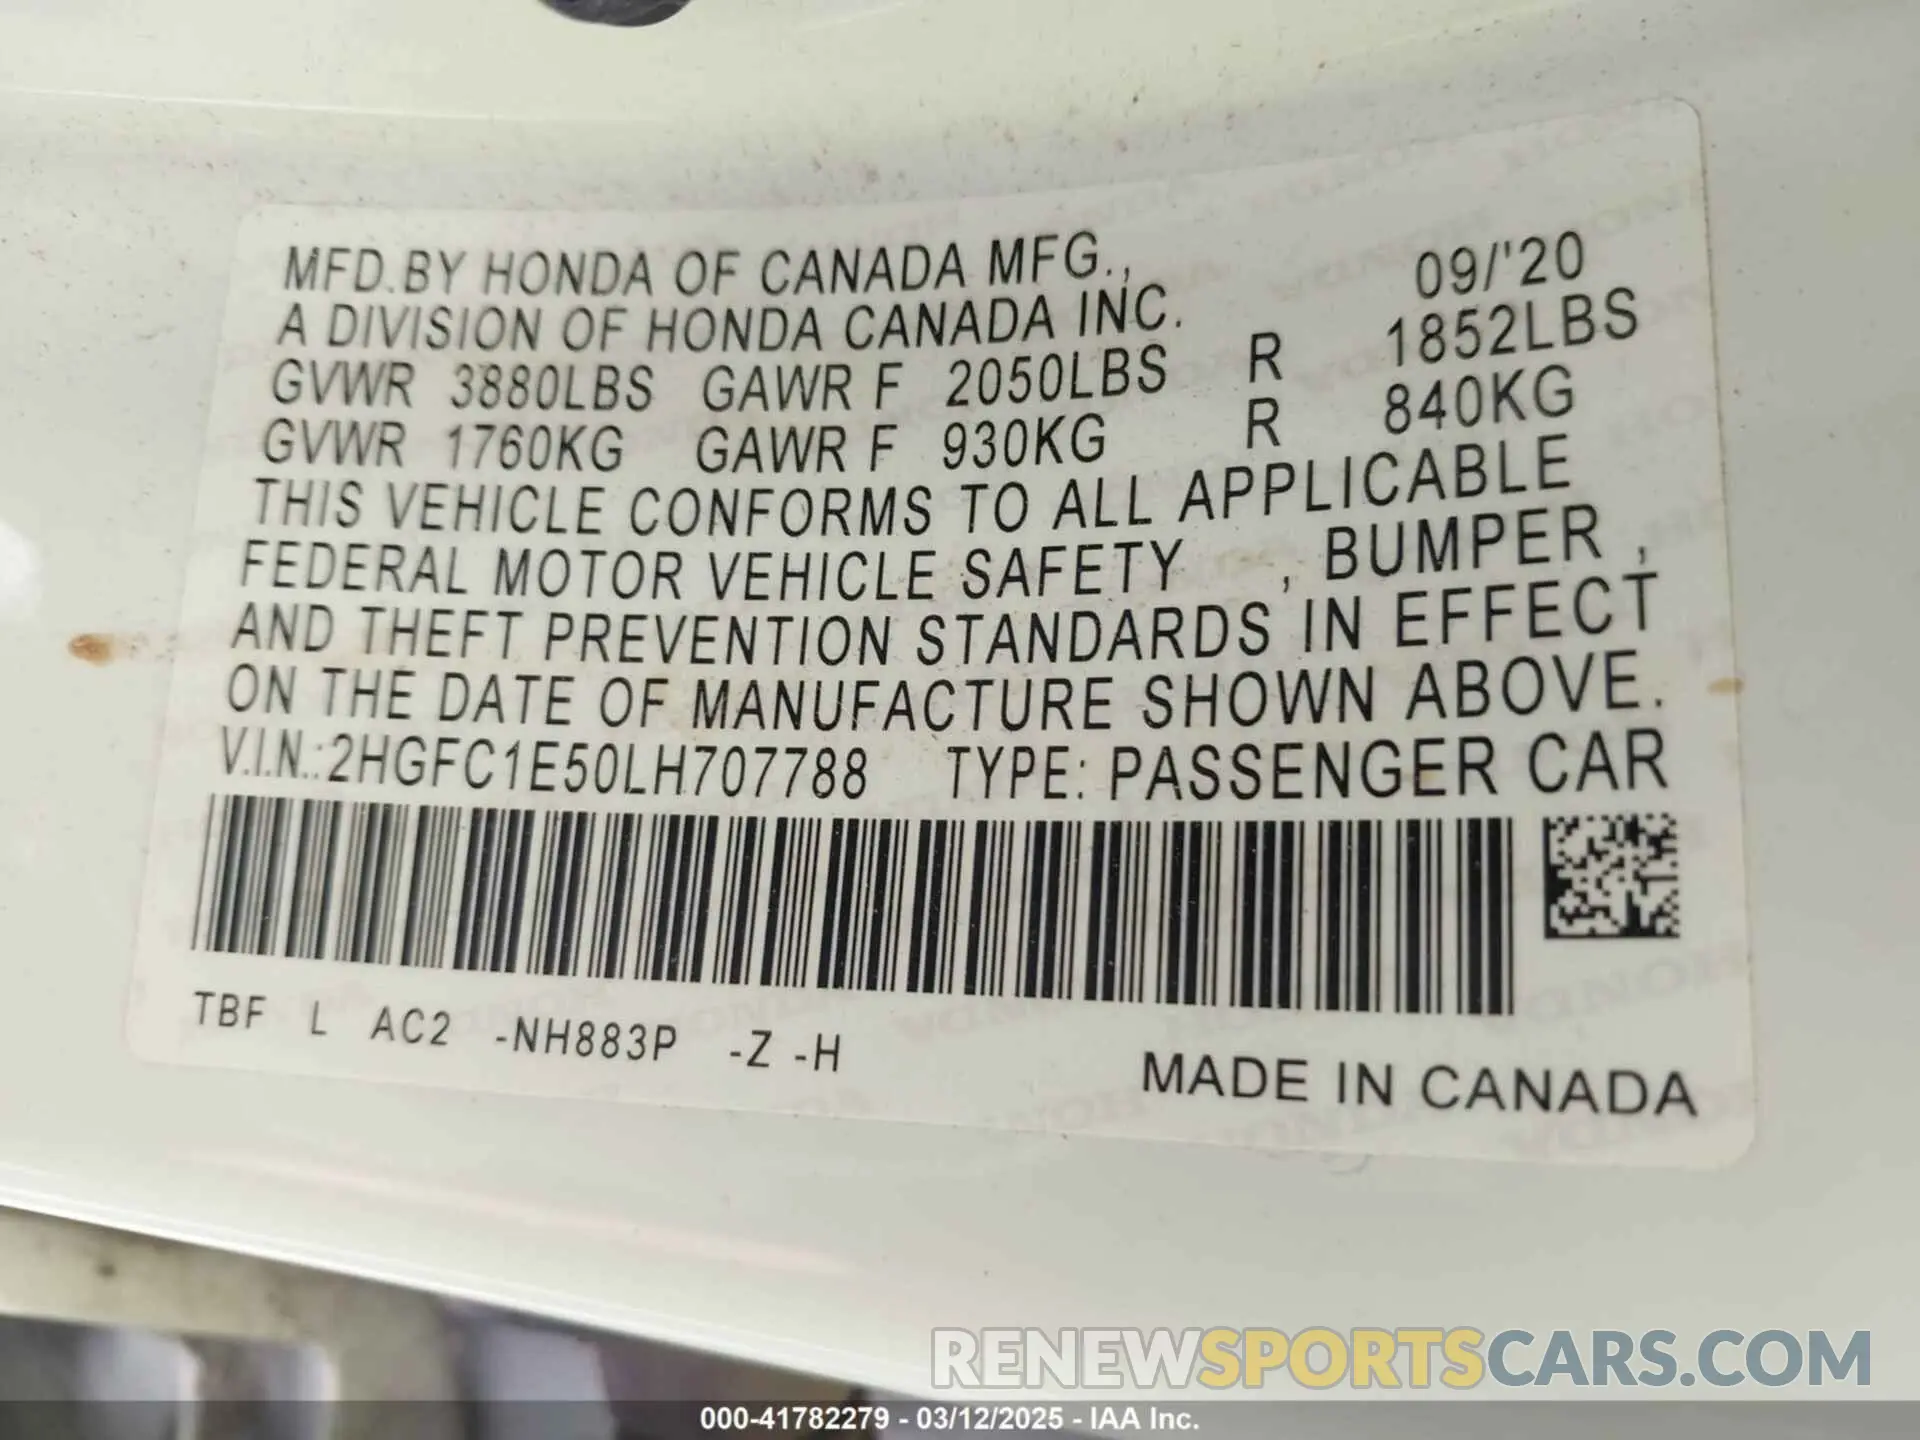 MFD.BY HONDA OF CANADA MFG., 09/'20
A DIVISION OF HONDA CANADA INC.
GVWR 3880LBS GAWR F 2050LBS R 1852LBS
GVWR 1760KG GAWR F 930KG R 840KG
THIS VEHICLE CONFORMS TO ALL APPLICABLE
FEDERAL MOTOR VEHICLE SAFETY , BUMPER ,
AND THEFT PREVENTION STANDARDS IN EFFECT
ON THE DATE OF MANUFACTURE SHOWN ABOVE.
V.I.N.:2HGFC1E50LH707788 TYPE: PASSENGER CAR
TBF L AC2 -NH883P -Z -H
MADE IN CANADA
RENEWSPORTSCARS.COM
000-41782279 - 03/12/2025 - IAA Inc.